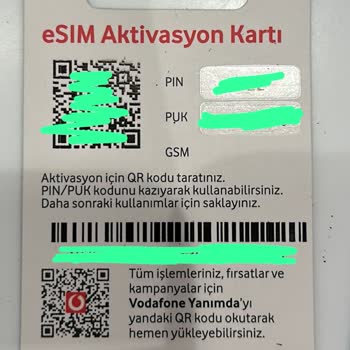 eSIM Aktivasyon Kartı
PIN
PUK
GSM
Aktivasyon için QR kodu taratınız.
PIN/PUK kodunu kazıyarak kullanabilirsiniz.
Daha sonraki kullanımlar için saklayınız.
Tüm işlemleriniz, fırsatlar ve
kampanyalar için
Vodafone Yanımda'yı
yandaki QR kodu okutarak
hemen yükleyebilirsiniz.